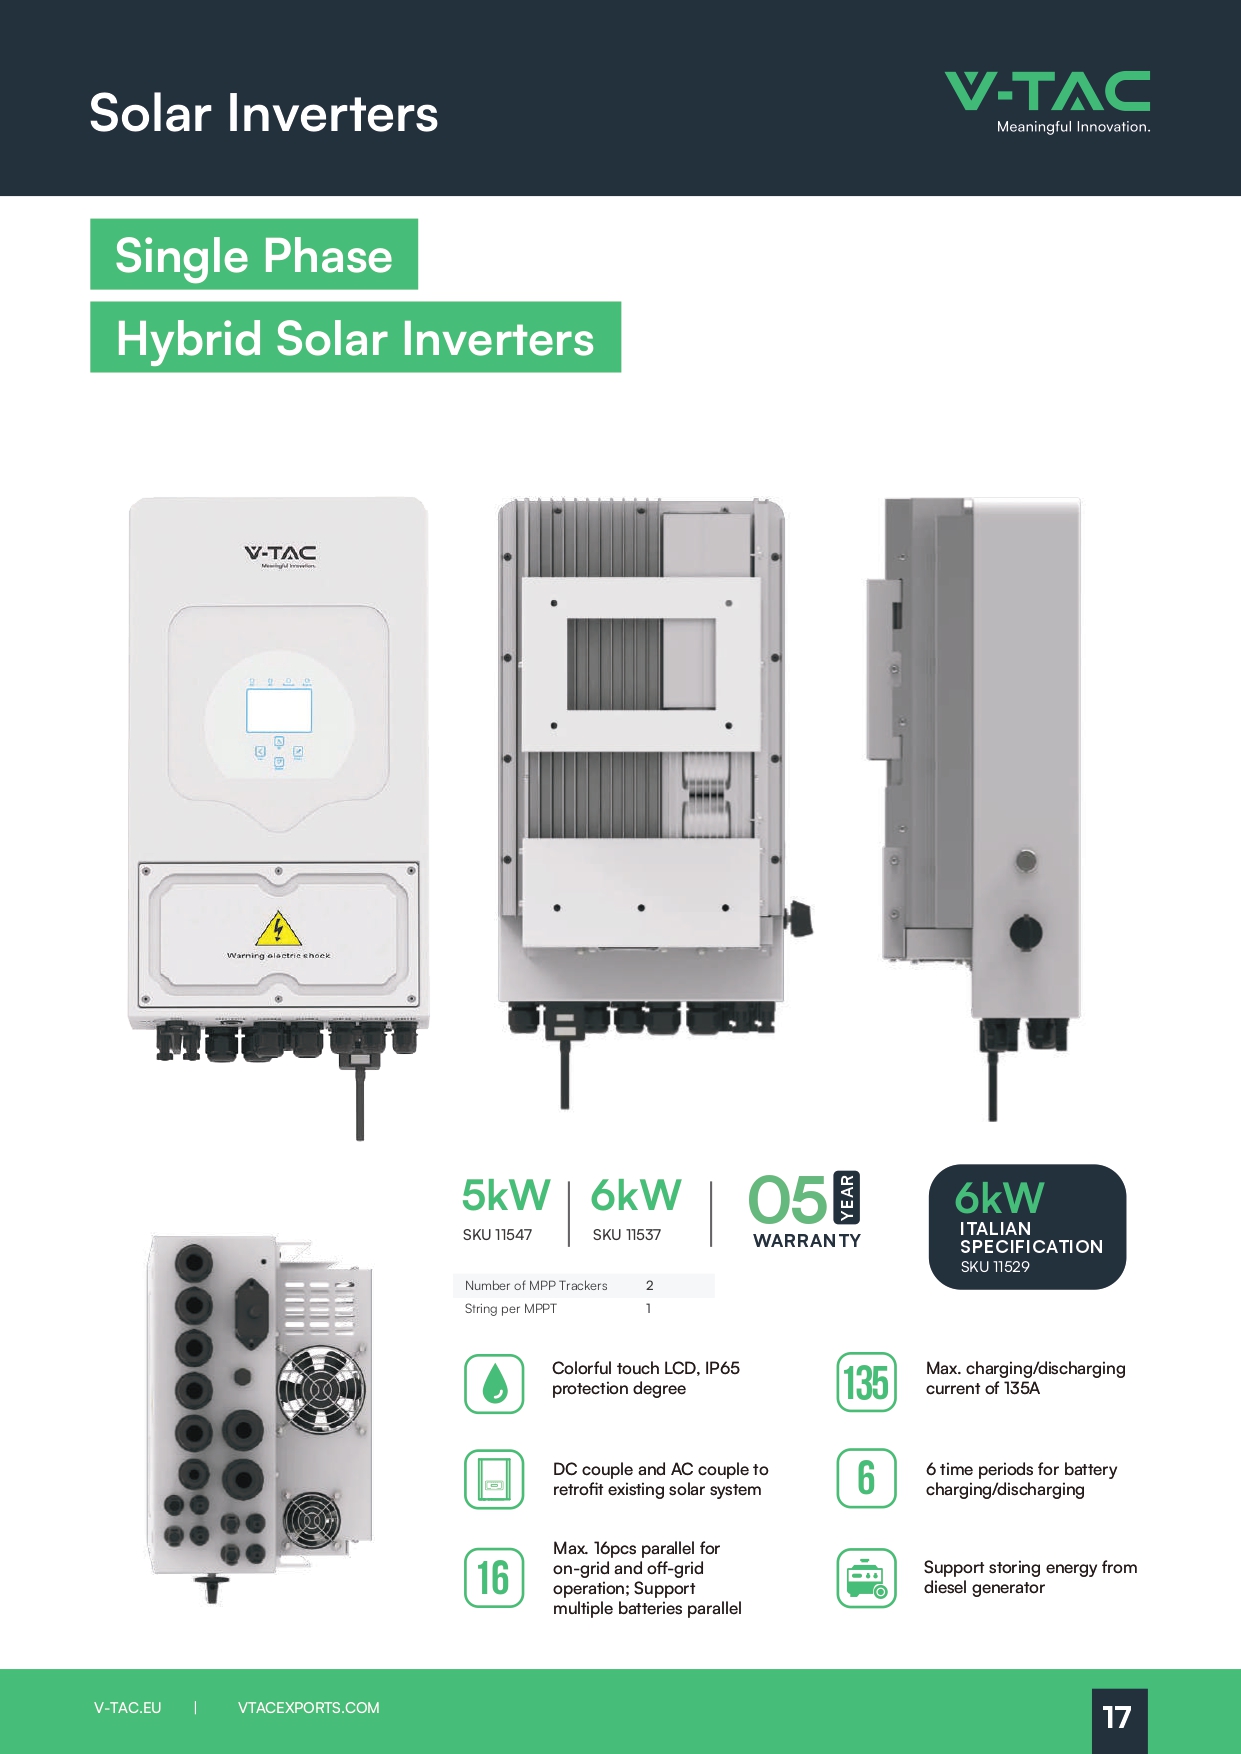 Solar Inverters
V-TAC
Meaningful Innovation.
Single Phase
Hybrid Solar Inverters
V-TAC
Meaningful Innovation.
Warning electric shock
5kW
SKU 11547
6kW
SKU 11537
05 YEAR
WARRANTY
6kW
ITALIAN
SPECIFICATION
SKU 11529
Number of MPP Trackers 2
String per MPPT 1
Colorful touch LCD, IP65
protection degree
135
Max. charging/discharging
current of 135A
DC couple and AC couple to
retrofit existing solar system
6
6 time periods for battery
charging/discharging
16
Max. 16pcs parallel for
on-grid and off-grid
operation; Support
multiple batteries parallel
Support storing energy from
diesel generator
V-TAC.EU | VTACEXPORTS.COM
17